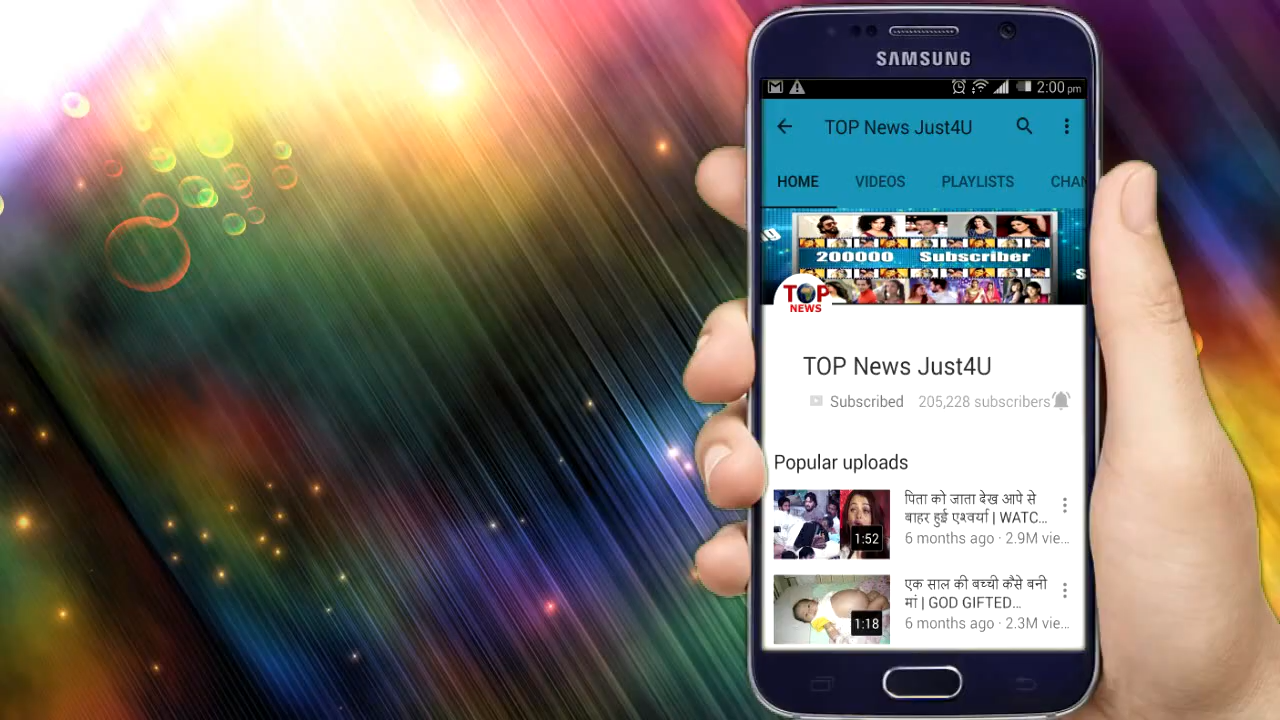 SAMSUNG
2:00 pm
TOP News Just4U
HOME VIDEOS PLAYLISTS CHAN
200000 Subscriber
TOP
NEWS
TOP News Just4U
Subscribed 205,228 subscribers
Popular uploads
पिता को जाता देख आपे से
बाहर हुई एश्वर्या | WATC...
6 months ago · 2.9M vie...
1:52
एक साल की बच्ची कैसे बनी
मां | GOD GIFTED...
6 months ago · 2.3M vie...
1:18